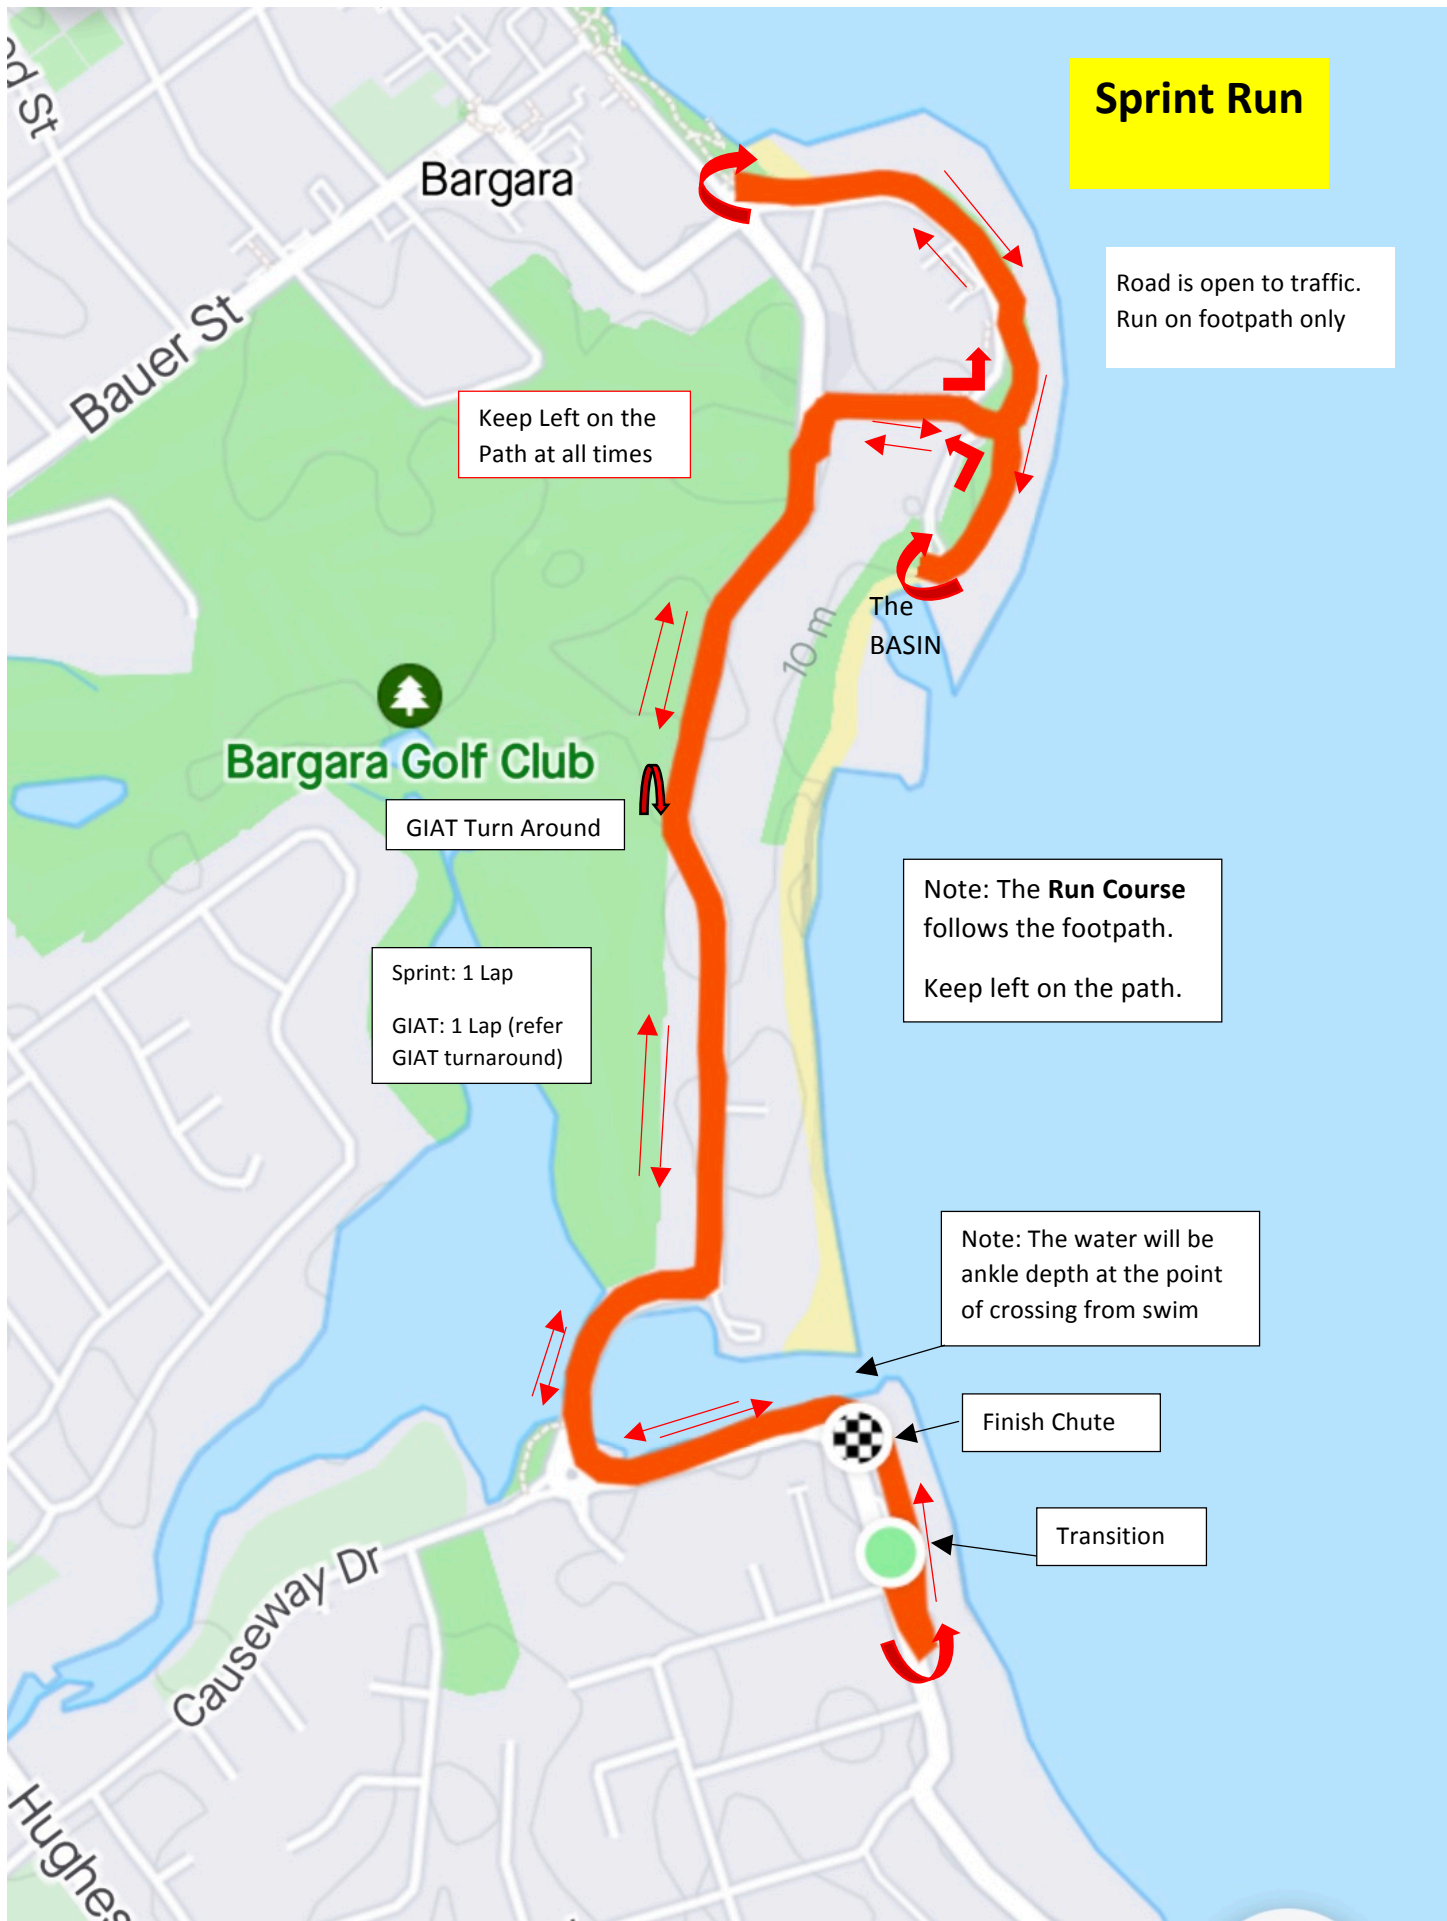 Sprint Run
od St
Bargara
Road is open to traffic.
Run on footpath only
Bauer St
Keep Left on the
Path at all times
The
BASIN
10 m
Bargara Golf Club
GIAT Turn Around
Note: The Run Course
follows the footpath.
Keep left on the path.
Sprint: 1 Lap
GIAT: 1 Lap (refer
GIAT turnaround)
Note: The water will be
ankle depth at the point
of crossing from swim
Finish Chute
Transition
Causeway Dr
Hughes